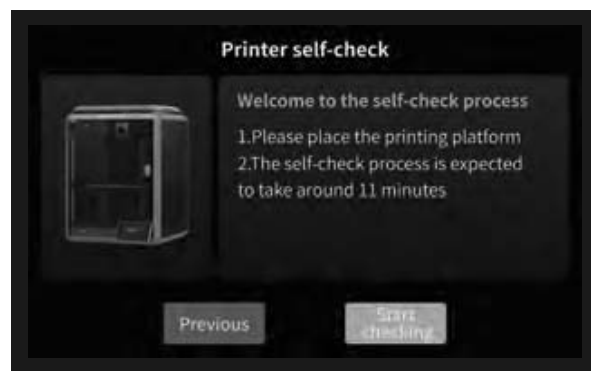 Printer self-check
Welcome to the self-check process
1.Please place the printing platform
2.The self-check process is expected
to take around 11 minutes
Previous
Start
checking